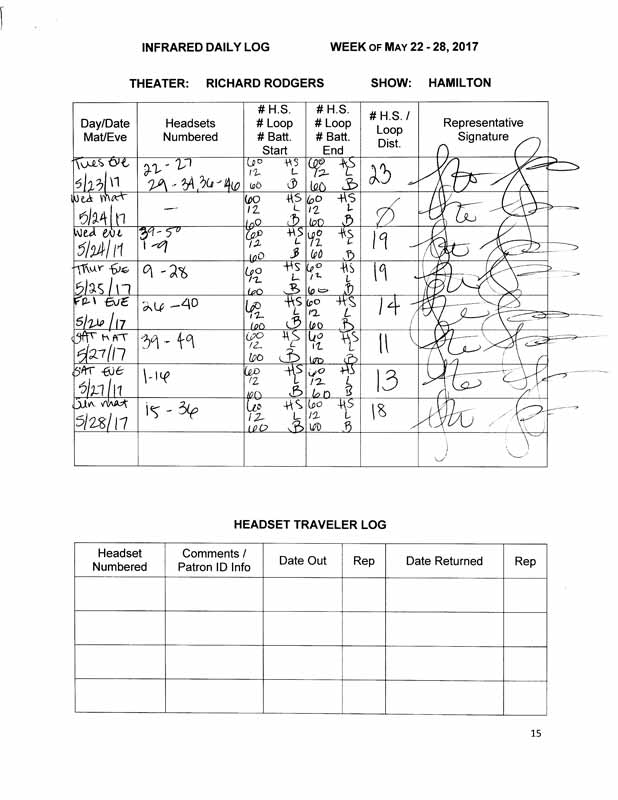 INFRARED DAILY LOG WEEK OF MAY 22 - 28, 2017
THEATER: RICHARD RODGERS SHOW: HAMILTON
Day/Date Mat/Eve Headsets Numbered # H.S. # Loop # Batt. Start # H.S. # Loop # Batt. End # H.S. / Loop Dist. Representative Signature
Tues Eve 22 - 27 60 HS 60 HS
12 L 12 L 23
5/23/17 29 - 34, 36 - 46 60 B 60 B
Wed mat 60 HS 60 HS
— 12 L 12 L Ø
5/24/17 60 B 60 B
Wed eve 39 - 50 60 HS 60 HS
1 - 9 12 L 12 L 19
5/24/17 60 B 60 B
Thur Eve 9 - 28 60 HS 60 HS
12 L 12 L 19
5/25/17 60 B 60 B
FRI EVE 26 - 40 60 HS 60 HS
12 L 12 L 14
5/26/17 60 B 60 B
SAT MAT 39 - 49 60 HS 60 HS
12 L 12 L 11
5/27/17 60 B 60 B
SAT EVE 1-16 60 HS 60 HS
12 L 12 L 13
5/27/17 60 B 60 B
Sun mat 15 - 36 60 HS 60 HS
12 L 12 L 18
5/28/17 60 B 60 B
HEADSET TRAVELER LOG
Headset Numbered Comments / Patron ID Info Date Out Rep Date Returned Rep
15